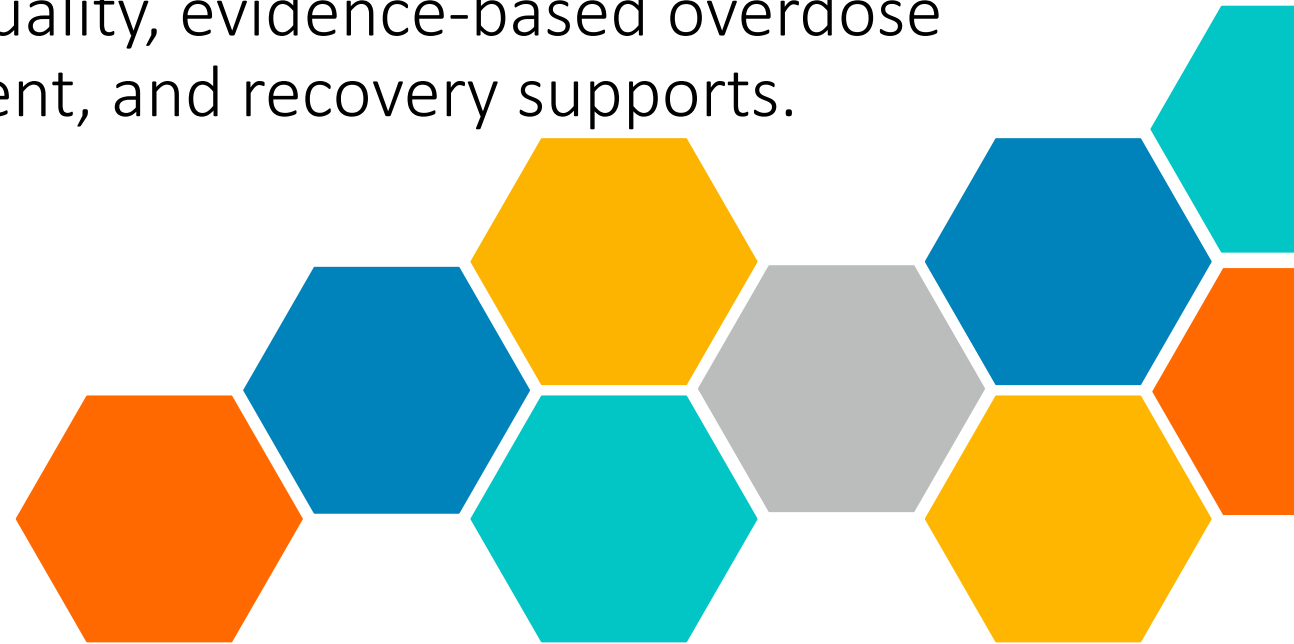 uality, evidence-based overdose
ent, and recovery supports.